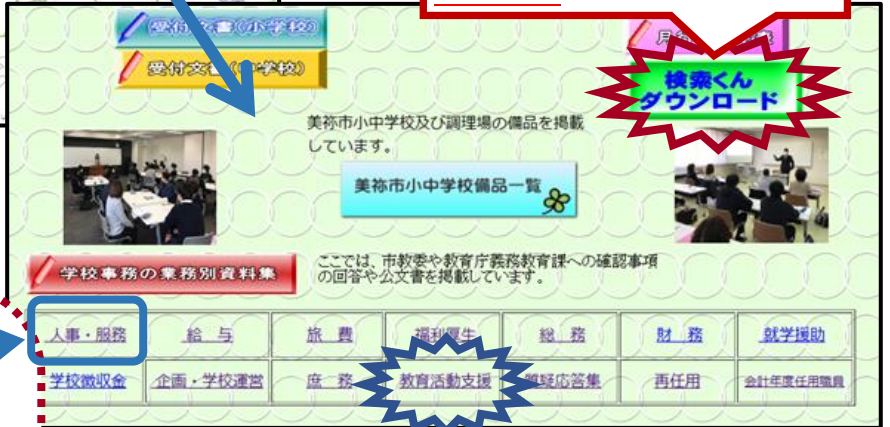 受付文書(小学校)
受付文書(中学校)
検索くん
ダウンロード
美祢市小中学校及び調理場の備品を掲載
しています。
美祢市小中学校備品一覧
学校事務の業務別資料集
ここでは、市教委や教育庁義務教育課への確認事項
の回答や公文書を掲載しています。
人事・服務 給 与 旅 費 福利厚生 総 務 財 務 就学援助
学校徴収金 企画・学校運営 庶 務 教育活動支援 質疑応答集 再任用 会計年度任用職員